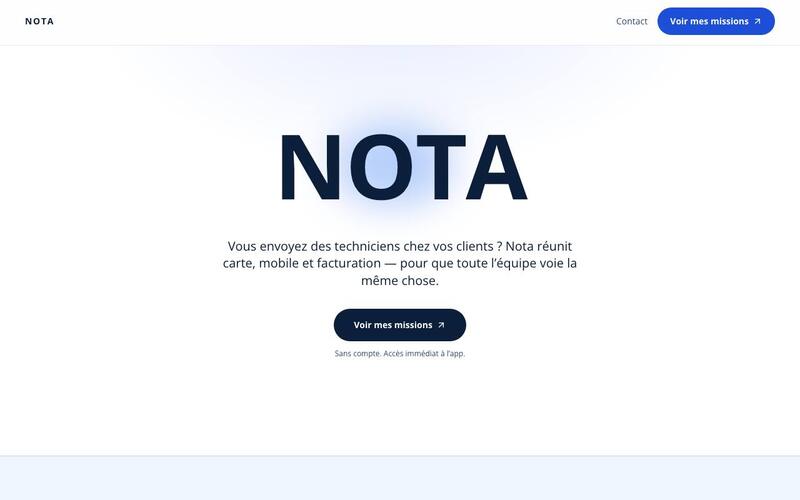 NOTA
Contact
Voir mes missions
NOTA
Vous envoyez des techniciens chez vos clients ? Nota réunit
carte, mobile et facturation — pour que toute l’équipe voie la
même chose.
Voir mes missions
Sans compte. Accès immédiat à l’app.